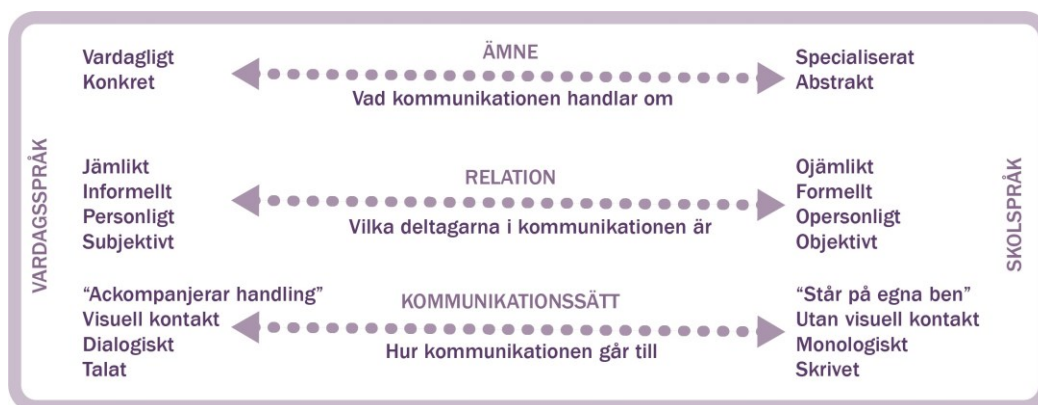 VARDAGSSPRÅK
Vardagligt
Konkret
ÄMNE
Vad kommunikationen handlar om
Specialiserat
Abstrakt
Jämlikt
Informellt
Personligt
Subjektivt
RELATION
Vilka deltagarna i kommunikationen är
Ojämlikt
Formellt
Opersonligt
Objektivt
"Ackompanjerar handling"
Visuell kontakt
Dialogiskt
Talat
KOMMUNIKATIONSSÄTT
Hur kommunikationen går till
"Står på egna ben"
Utan visuell kontakt
Monologiskt
Skrivet
SKOLSPRÅK